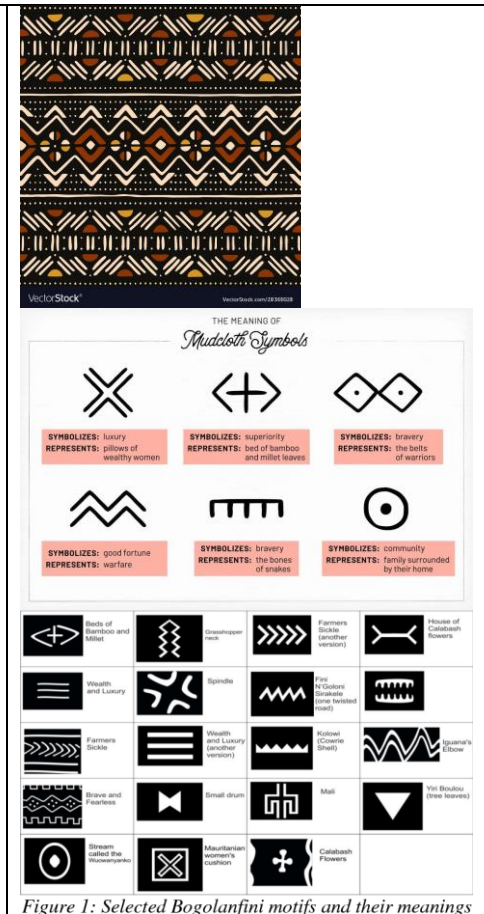 VectorStock®
VectorStock.com/28369028
THE MEANING OF
Mudcloth Symbols
SYMBOLIZES: luxury
REPRESENTS: pillows of
wealthy women
SYMBOLIZES: superiority
REPRESENTS: bed of bamboo
and millet leaves
SYMBOLIZES: bravery
REPRESENTS: the belts
of warriors
SYMBOLIZES: good fortune
REPRESENTS: warfare
SYMBOLIZES: bravery
REPRESENTS: the bones
of snakes
SYMBOLIZES: community
REPRESENTS: family surrounded
by their home
Beds of
Bamboo and
Millet
Grasshopper
neck
Farmers
Sickle
(another
version)
House of
Calabash
flowers
Wealth
and Luxury
Spindle
Fini
N'Goloni
Sirakele
(one twisted
road)
Farmers
Sickle
Wealth
and Luxury
(another
version)
Kolowi
(Cowrie
Shell)
Iguana's
Elbow
Brave and
Fearless
Small drum
Mali
Yiri Boulou
(tree leaves)
Stream
called the
Wuowanyanko
Mauritanian
women's
cushion
Calabash
Flowers
Figure 1: Selected Bogolanfini motifs and their meanings